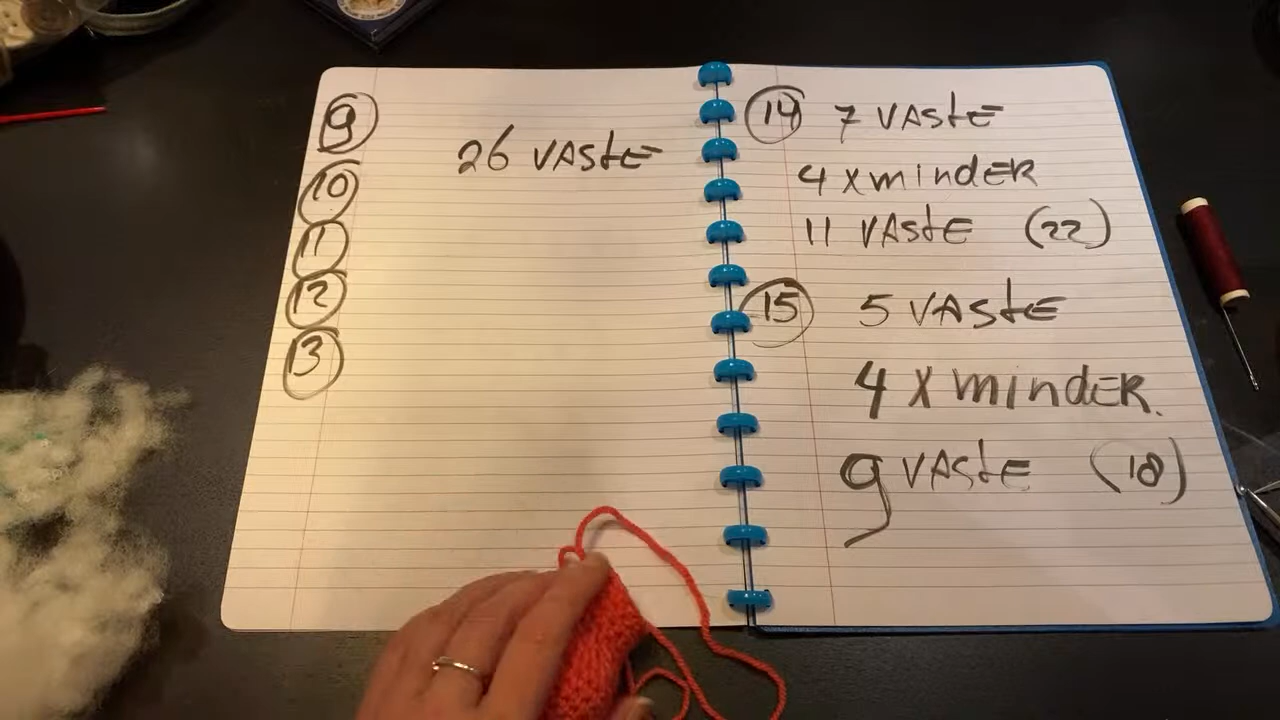 9
26 VASTE
10
11
12
13
14 7 VASTE
4 x minder
11 VASTE (22)
15 5 VASTE
4 x minder.
9 VASTE (18)